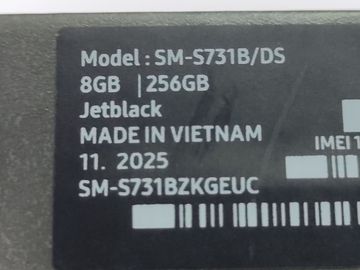 Model : SM-S731B/DS
8GB | 256GB
Jetblack
MADE IN VIETNAM
11. 2025
SM-S731BZKGEUC
IMEI 1